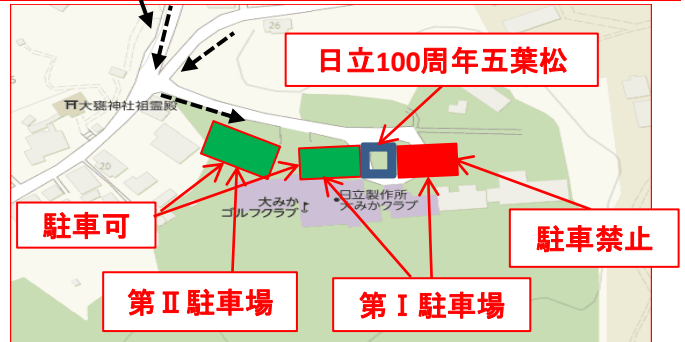 26
日立100周年五葉松
大甕神社祖霊殿
20
大みか
ゴルフクラブ
日立製作所
大みかクラブ
駐車可
駐車禁止
第Ⅱ駐車場
第Ⅰ駐車場